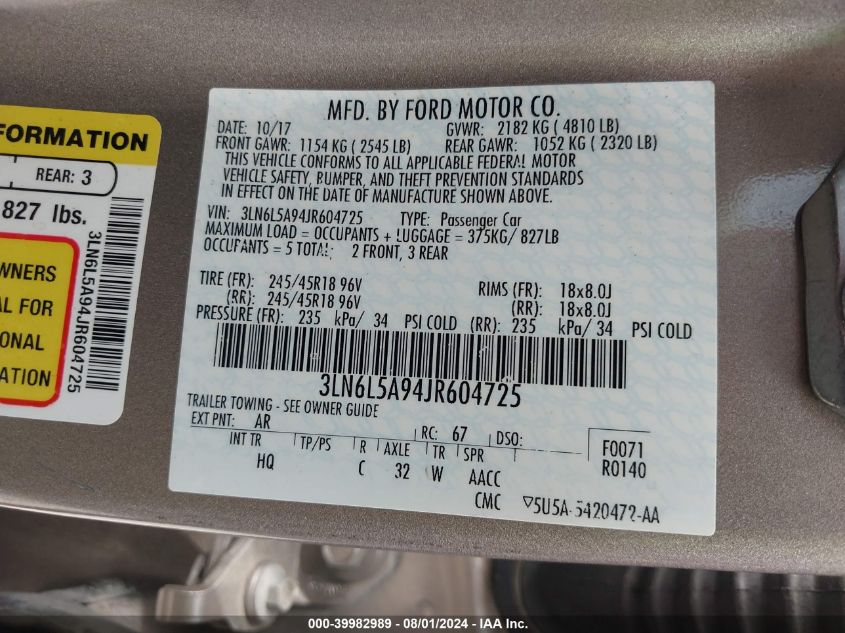 FORMATION
REAR: 3
827 lbs.
WNERS
AL FOR
ONAL
ATION
3LN6L5A94JR604725
MFD. BY FORD MOTOR CO.
DATE: 10/17 GVWR: 2182 KG ( 4810 LB)
FRONT GAWR: 1154 KG ( 2545 LB) REAR GAWR: 1052 KG ( 2320 LB)
THIS VEHICLE CONFORMS TO ALL APPLICABLE FEDERAL MOTOR
VEHICLE SAFETY, BUMPER, AND THEFT PREVENTION STANDARDS
IN EFFECT ON THE DATE OF MANUFACTURE SHOWN ABOVE.
VIN: 3LN6L5A94JR604725 TYPE: Passenger Car
MAXIMUM LOAD = OCCUPANTS + LUGGAGE = 375KG/ 827LB
OCCUPANTS = 5 TOTAL: 2 FRONT, 3 REAR
TIRE (FR): 245/45R18 96V RIMS (FR): 18x8.0J
(RR): 245/45R18 96V (RR): 18x8.0J
PRESSURE (FR): 235 kPa/ 34 PSI COLD (RR): 235 kPa/ 34 PSI COLD
3LN6L5A94JR604725
TRAILER TOWING - SEE OWNER GUIDE
EXT PNT: AR RC: 67 DSO: F0071
INT TR TP/PS R AXLE TR SPR R0140
HQ C 32 W AACC
CMC ▽5U5A-5420472-AA
000-39982989 - 08/01/2024 - IAA Inc.